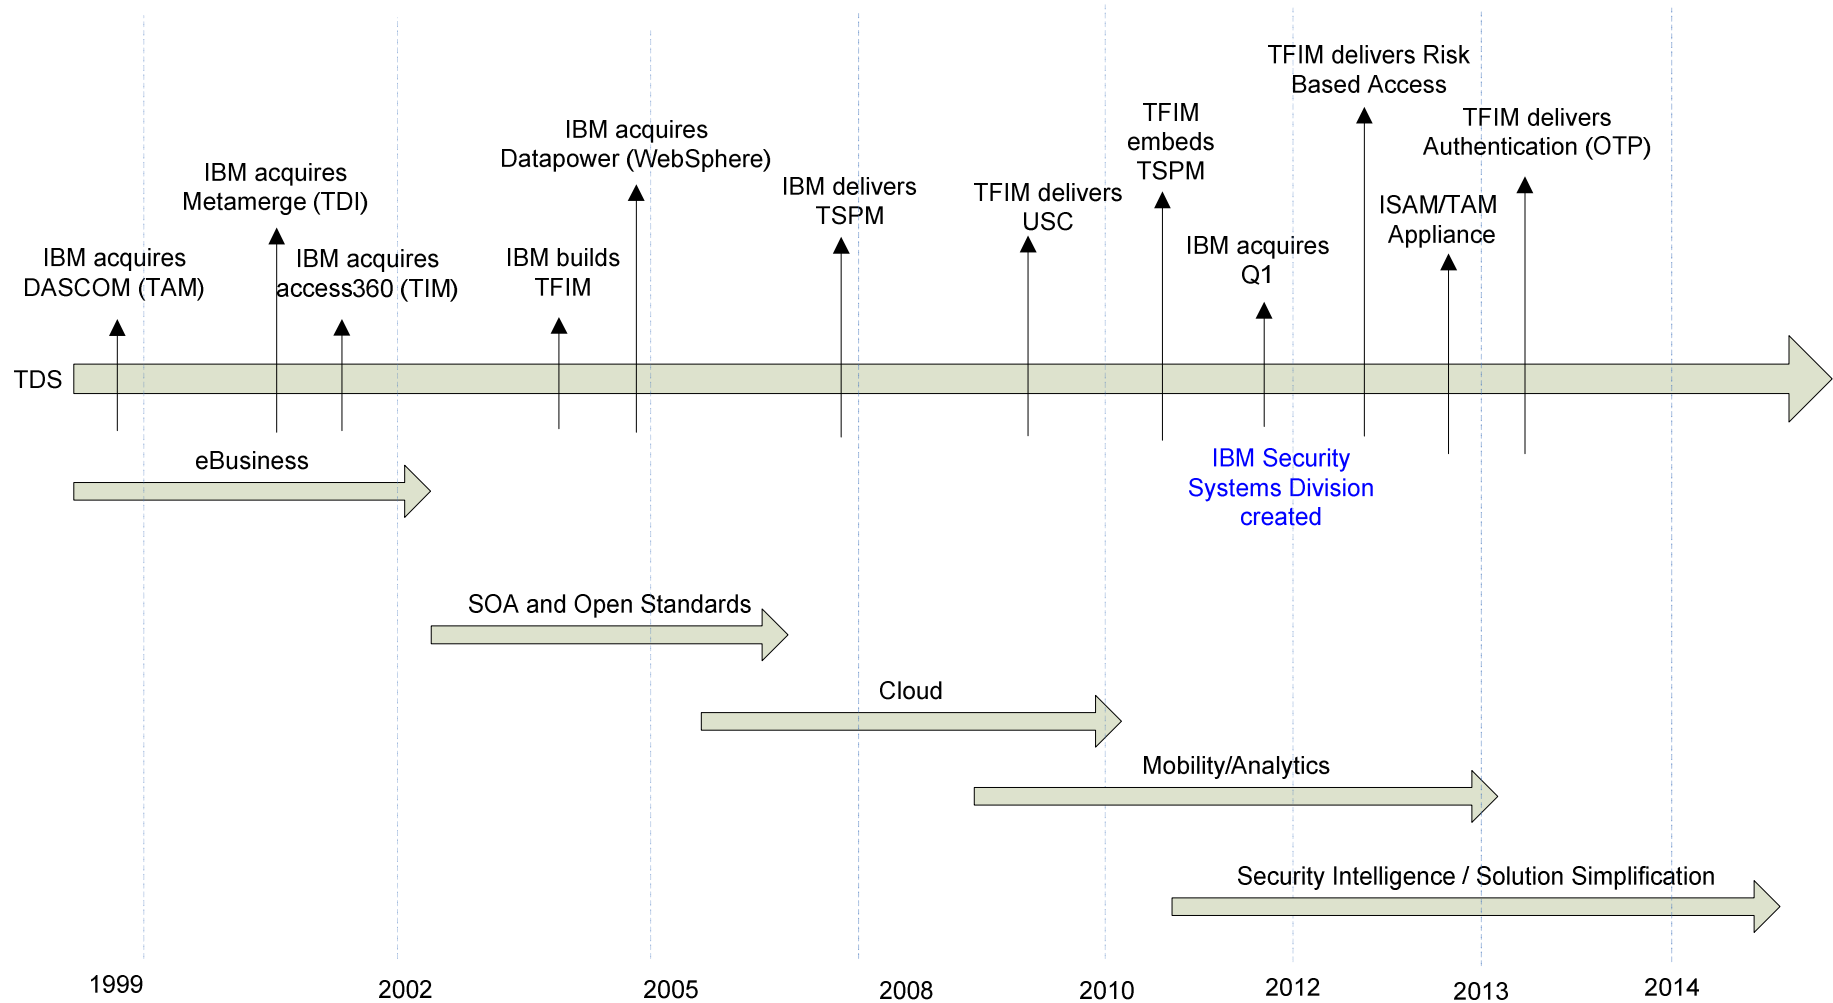 TFIM delivers Risk
Based Access
TFIM
embeds
TSPM
TFIM delivers
Authentication (OTP)
IBM acquires
Datapower (WebSphere)
IBM acquires
Metamerge (TDI)
IBM delivers
TSPM
TFIM delivers
USC
ISAM/TAM
Appliance
IBM acquires
Q1
IBM acquires
DASCOM (TAM)
IBM acquires
access360 (TIM)
IBM builds
TFIM
TDS
eBusiness
IBM Security
Systems Division
created
SOA and Open Standards
Cloud
Mobility/Analytics
Security Intelligence / Solution Simplification
1999
2002
2005
2008
2010
2012
2013
2014